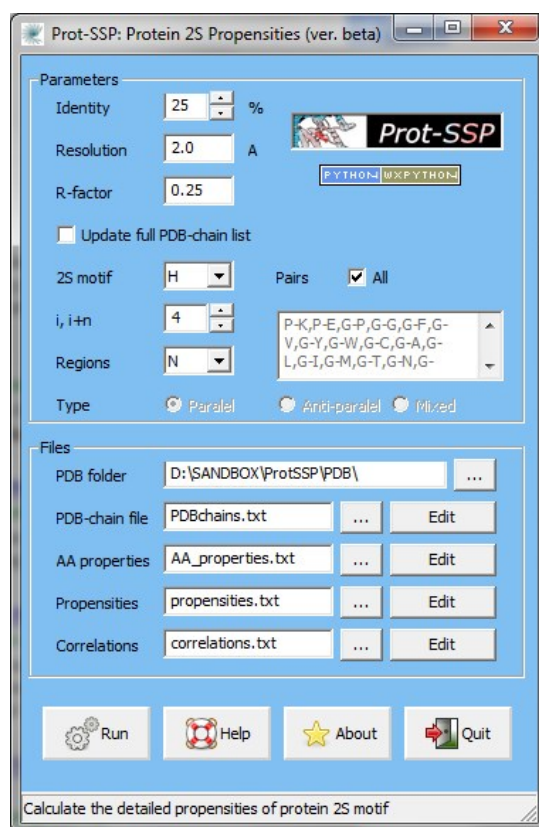 Prot-SSP: Protein 2S Propensities (ver. beta)
Parameters
Identity 25 %
Prot-SSP
Resolution 2.0 A
PYTHON WXPYTHON
R-factor 0.25
Update full PDB-chain list
2S motif H Pairs All
i, i+n 4
P-K,P-E,G-P,G-G,G-F,G-
V,G-Y,G-W,G-C,G-A,G-
L,G-I,G-M,G-T,G-N,G-
Regions N
Type Paralel Anti-paralel Mixed
Files
PDB folder D:\SANDBOX\ProtSSP\PDB\ ...
PDB-chain file PDBchains.txt ... Edit
AA properties AA_properties.txt ... Edit
Propensities propensities.txt ... Edit
Correlations correlations.txt ... Edit
Run Help About Quit
Calculate the detailed propensities of protein 2S motif